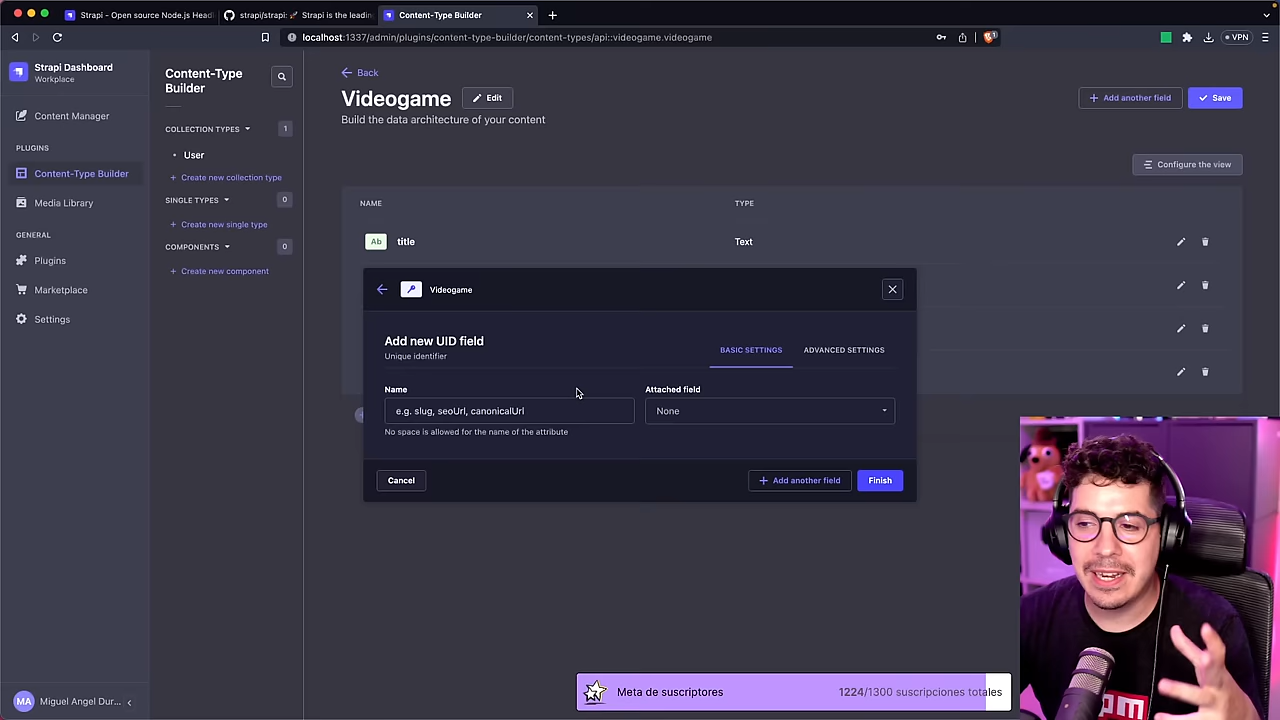 Strapi - Open source Node.js Head
strapi/strapi: 🚀 Strapi is the leading
Content-Type Builder
localhost:1337/admin/plugins/content-type-builder/content-types/api::videogame.videogame
VPN
Strapi Dashboard
Workplace
Content Manager
PLUGINS
Content-Type Builder
Media Library
GENERAL
Plugins
Marketplace
Settings
MA
Miguel Angel Dur...
Content-Type
Builder
COLLECTION TYPES
1
User
Create new collection type
SINGLE TYPES
0
Create new single type
COMPONENTS
0
Create new component
Back
Videogame
Edit
Add another field
Save
Build the data architecture of your content
Configure the view
NAME
TYPE
Ab
title
Text
Videogame
Add new UID field
Unique identifier
BASIC SETTINGS
ADVANCED SETTINGS
Name
Attached field
e.g. slug, seoUrl, canonicalUrl
None
No space is allowed for the name of the attribute
Cancel
Add another field
Finish
Meta de suscriptores
1224/1300 suscripciones totales